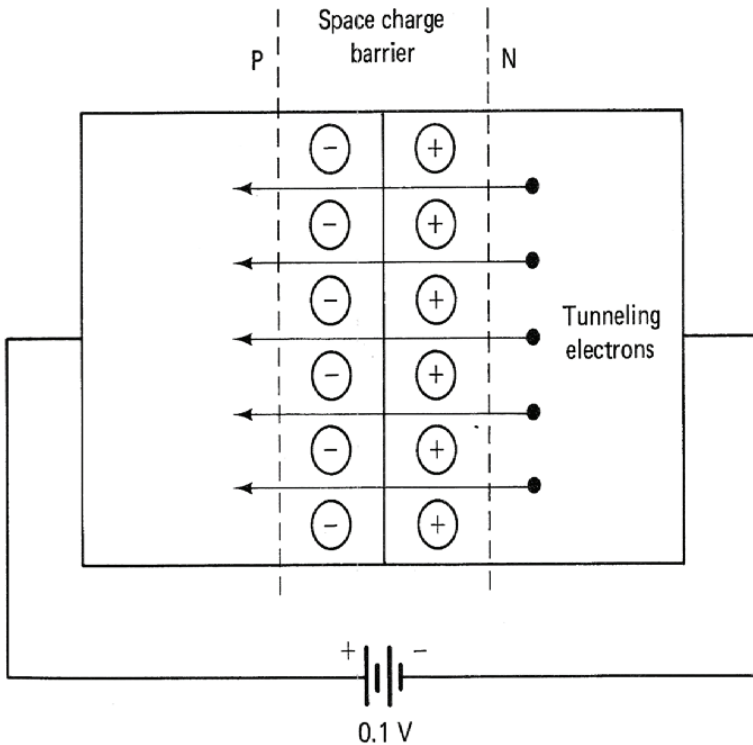 Space charge
barrier
P
N
−
+
−
+
−
+
Tunneling
electrons
−
+
−
+
−
+
+
−
0.1 V